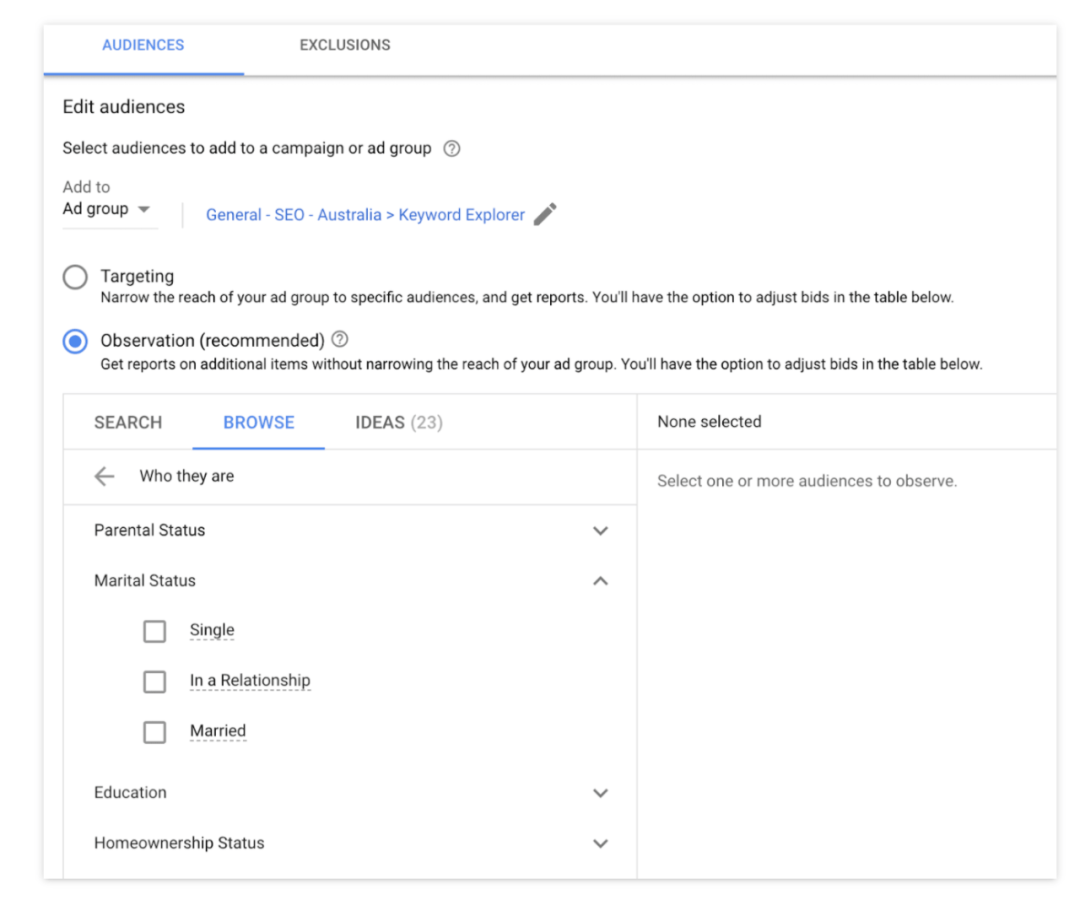 AUDIENCES EXCLUSIONS
Edit audiences
Select audiences to add to a campaign or ad group
Add to
Ad group General - SEO - Australia > Keyword Explorer
Targeting
Narrow the reach of your ad group to specific audiences, and get reports. You'll have the option to adjust bids in the table below.
Observation (recommended)
Get reports on additional items without narrowing the reach of your ad group. You'll have the option to adjust bids in the table below.
SEARCH BROWSE IDEAS (23) None selected
Who they are
Select one or more audiences to observe.
Parental Status
Marital Status
Single
In a Relationship
Married
Education
Homeownership Status